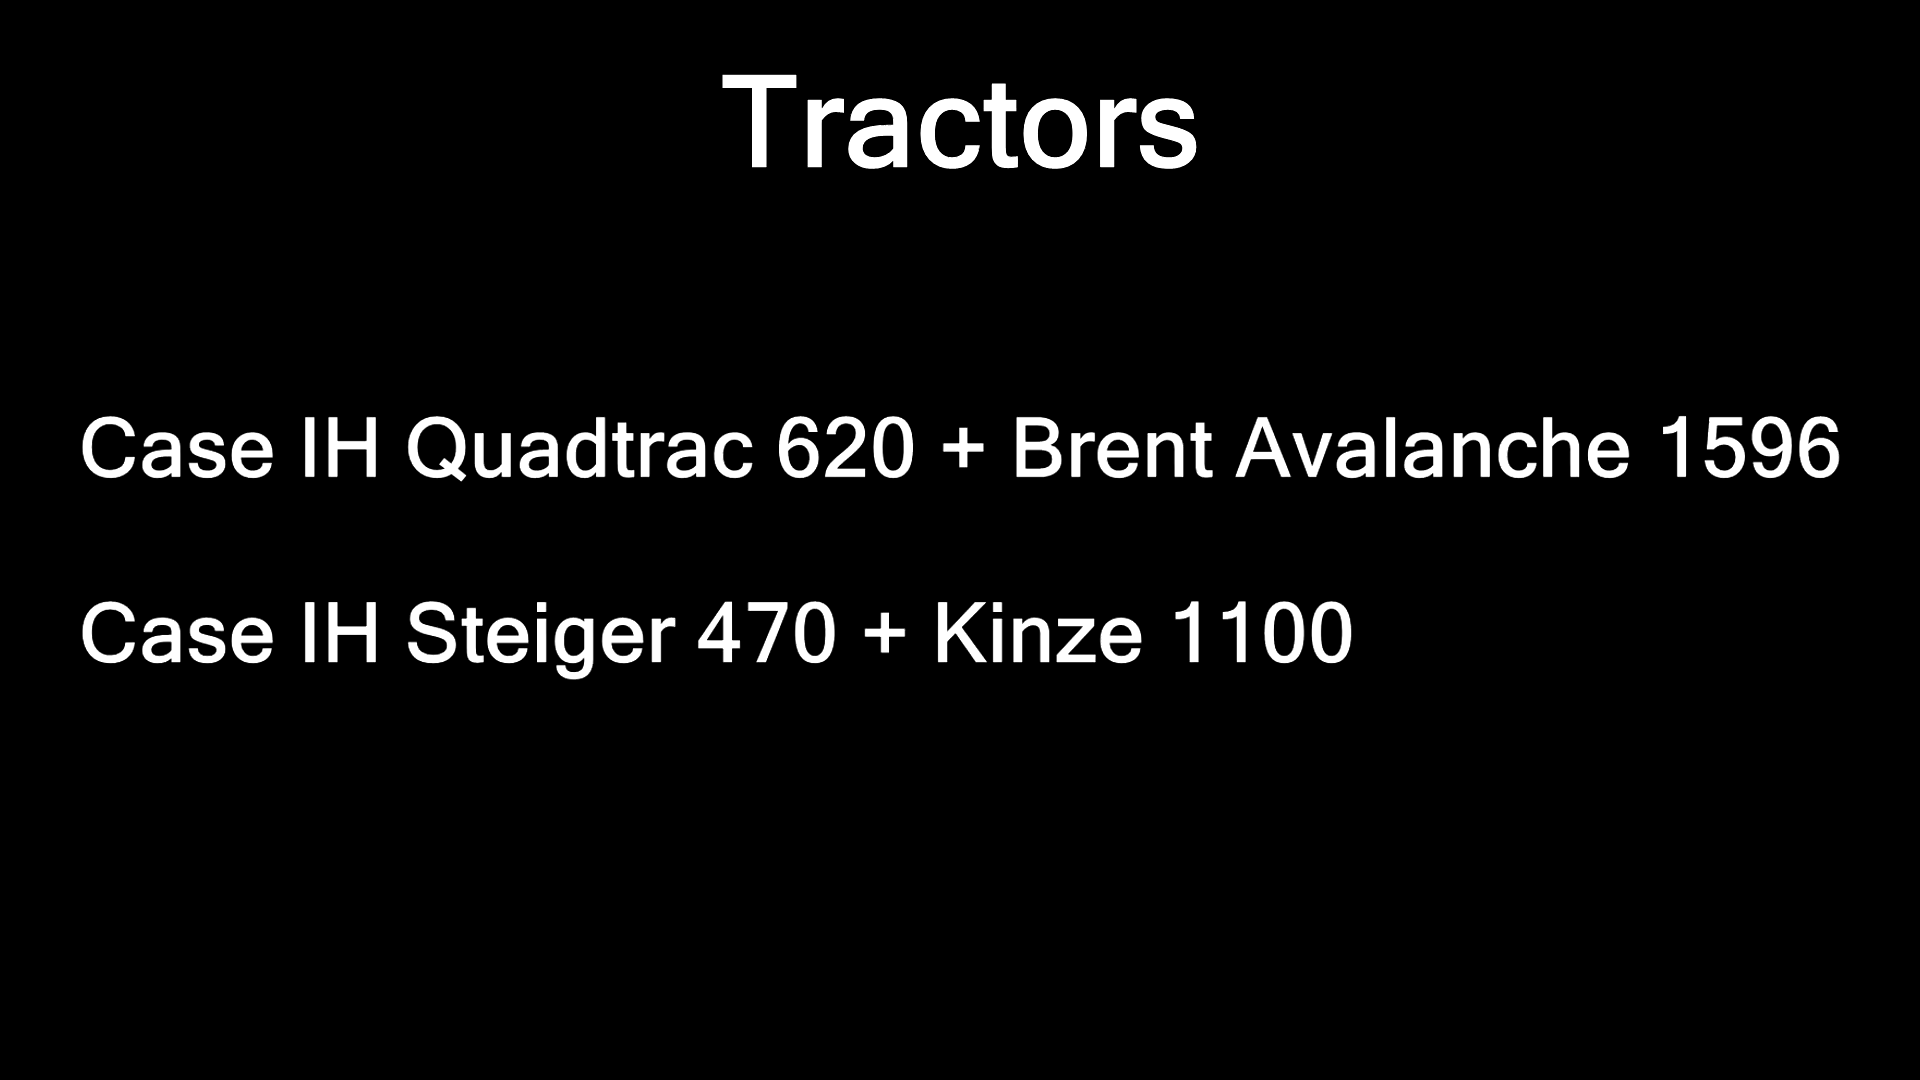 Tractors
Case IH Quadtrac 620 + Brent Avalanche 1596
Case IH Steiger 470 + Kinze 1100